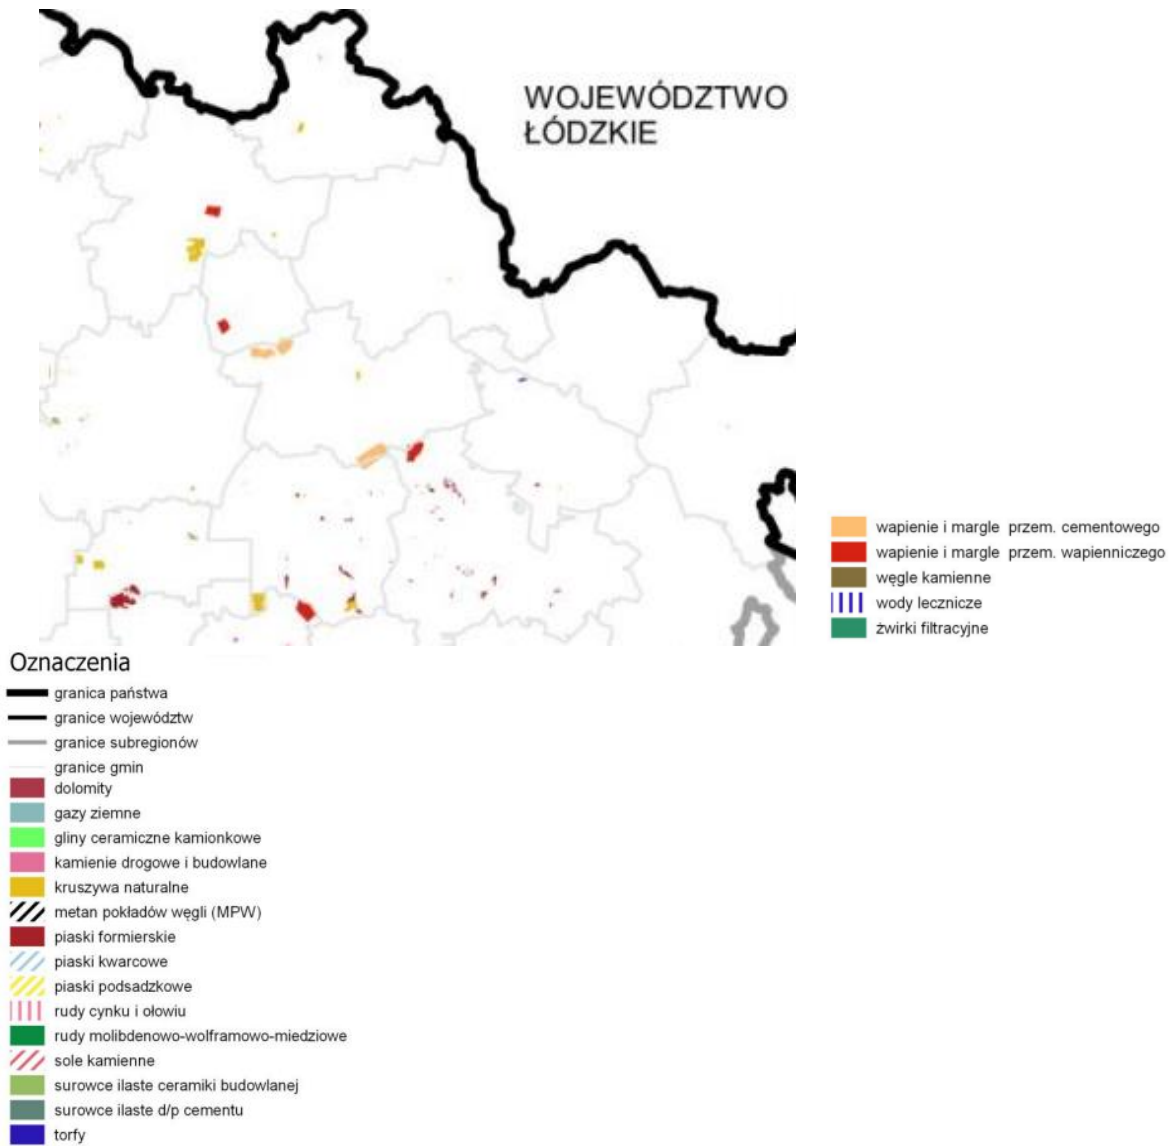 WOJEWÓDZTWO
ŁÓDZKIE
wapienie i margle przem. cementowego
wapienie i margle przem. wapienniczego
węgle kamienne
wody lecznicze
żwirki filtracyjne
Oznaczenia
granica państwa
granice województw
granice subregionów
granice gmin
dolomity
gazy ziemne
gliny ceramiczne kamionkowe
kamienie drogowe i budowlane
kruszywa naturalne
metan pokładów węgli (MPW)
piaski formierskie
piaski kwarcowe
piaski podsadzkowe
rudy cynku i ołowiu
rudy molibdenowo-wolframowo-miedziowe
sole kamienne
surowce ilaste ceramiki budowlanej
surowce ilaste d/p cementu
torfy